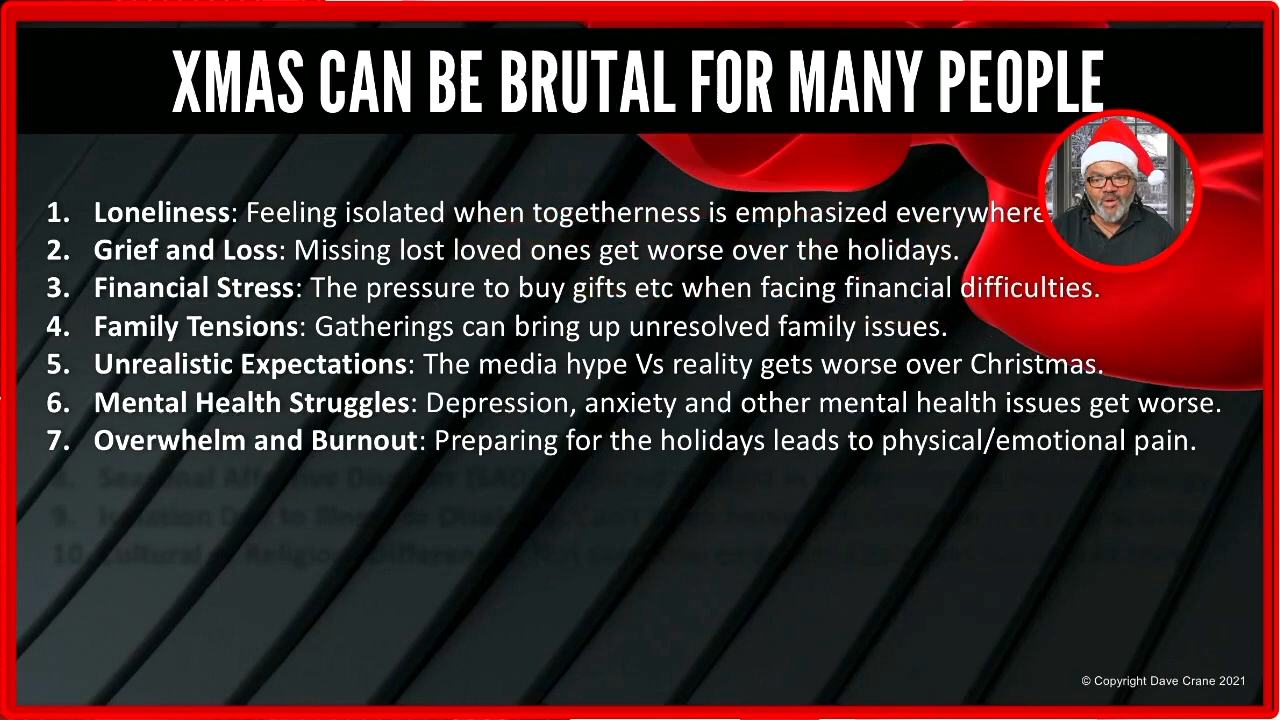 XMAS CAN BE BRUTAL FOR MANY PEOPLE
1. Loneliness: Feeling isolated when togetherness is emphasized everywhere
2. Grief and Loss: Missing lost loved ones get worse over the holidays.
3. Financial Stress: The pressure to buy gifts etc when facing financial difficulties.
4. Family Tensions: Gatherings can bring up unresolved family issues.
5. Unrealistic Expectations: The media hype Vs reality gets worse over Christmas.
6. Mental Health Struggles: Depression, anxiety and other mental health issues get worse.
7. Overwhelm and Burnout: Preparing for the holidays leads to physical/emotional pain.
8.
9.
10. Cultural
© Copyright Dave Crane 2021